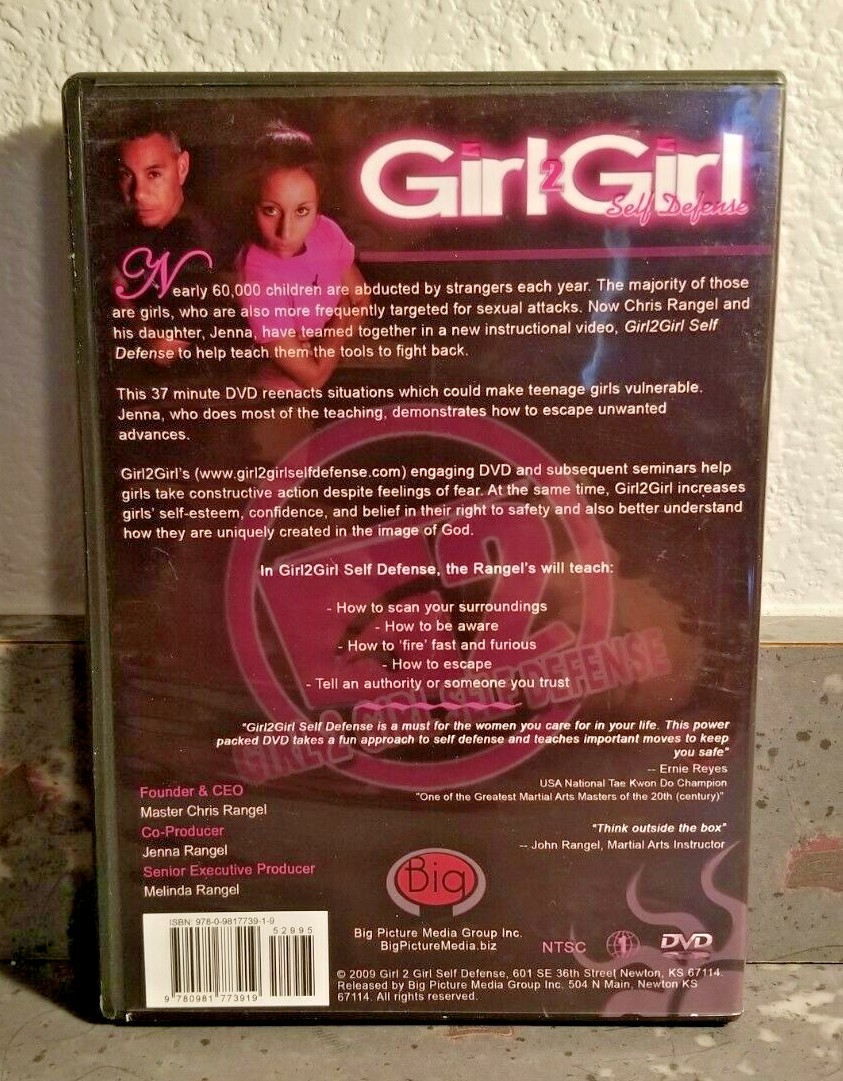 Girl2Girl
Self Defense
Nearly 60,000 children are abducted by strangers each year. The majority of those
are girls, who are also more frequently targeted for sexual attacks. Now Chris Rangel and
his daughter, Jenna, have teamed together in a new instructional video, Girl2Girl Self
Defense to help teach them the tools to fight back.
This 37 minute DVD reenacts situations which could make teenage girls vulnerable.
Jenna, who does most of the teaching, demonstrates how to escape unwanted
advances.
Girl2Girl's (www.girl2girlselfdefense.com) engaging DVD and subsequent seminars help
girls take constructive action despite feelings of fear. At the same time, Girl2Girl increases
girls' self-esteem, confidence, and belief in their right to safety and also better understand
how they are uniquely created in the image of God.
In Girl2Girl Self Defense, the Rangel's will teach:
- How to scan your surroundings
- How to be aware
- How to 'fire' fast and furious
- How to escape
- Tell an authority or someone you trust
GIRL 2 GIRL SELF DEFENSE
"Girl2Girl Self Defense is a must for the women you care for in your life. This power
packed DVD takes a fun approach to self defense and teaches important moves to keep
you safe"
-- Ernie Reyes
USA National Tae Kwon Do Champion
"One of the Greatest Martial Arts Masters of the 20th (century)"
"Think outside the box"
-- John Rangel, Martial Arts Instructor
Founder & CEO
Master Chris Rangel
Co-Producer
Jenna Rangel
Senior Executive Producer
Melinda Rangel
Big
Big Picture Media Group Inc.
BigPictureMedia.biz
NTSC 1 DVD
ISBN: 978-0-9817739-1-9
52995
9 780981 773919
© 2009 Girl 2 Girl Self Defense, 601 SE 36th Street Newton, KS 67114.
Released by Big Picture Media Group Inc. 504 N Main, Newton KS
67114. All rights reserved.